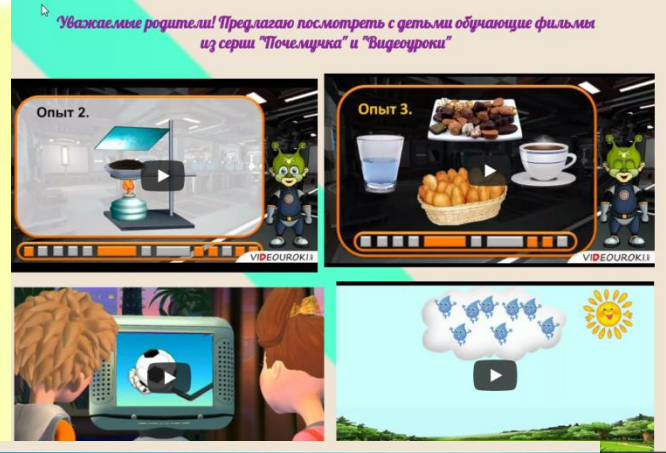 Уважаемые родители! Предлагаю посмотреть с детьми обучающие фильмы
из серии "Почемучка" и "Видеоуроки"
Опыт 2.
Опыт 3.
VIDEOUROKI.
VIDEOUROKI.